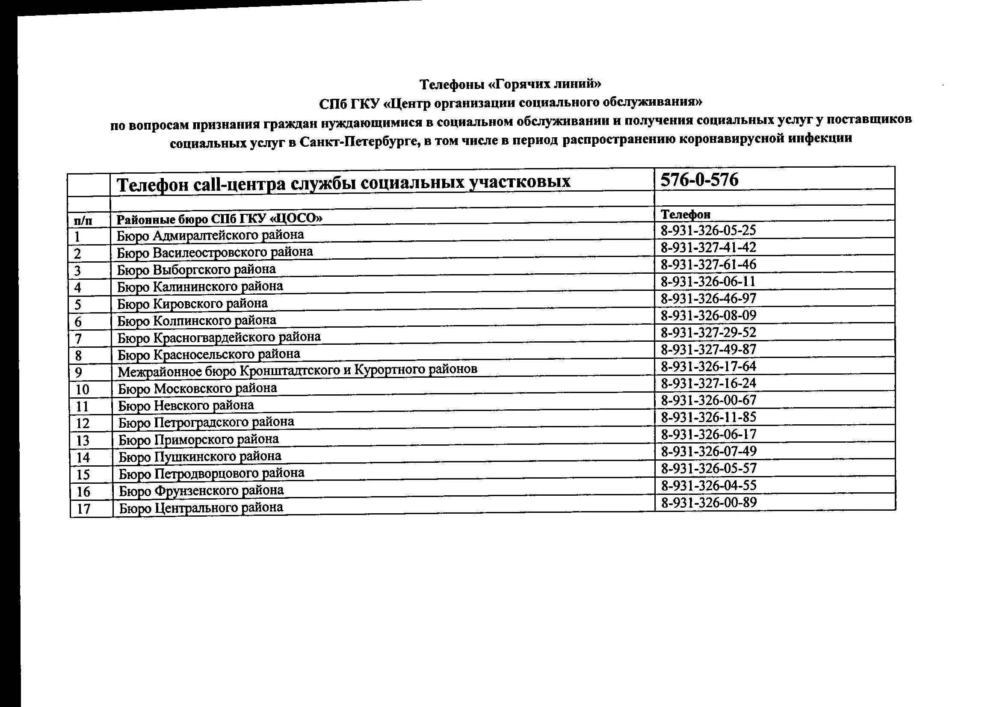 Телефоны «Горячих линий»
СПб ГКУ «Центр организации социального обслуживания»
по вопросам признания граждан нуждающимися в социальном обслуживании и получения социальных услуг у поставщиков
социальных услуг в Санкт-Петербурге, в том числе в период распространению коронавирусной инфекции
Телефон call-центра службы социальных участковых 576-0-576
п/п Районные бюро СПб ГКУ «ЦОСО» Телефон
1 Бюро Адмиралтейского района 8-931-326-05-25
2 Бюро Василеостровского района 8-931-327-41-42
3 Бюро Выборгского района 8-931-327-61-46
4 Бюро Калининского района 8-931-326-06-11
5 Бюро Кировского района 8-931-326-46-97
6 Бюро Колпинского района 8-931-326-08-09
7 Бюро Красногвардейского района 8-931-327-29-52
8 Бюро Красносельского района 8-931-327-49-87
9 Межрайонное бюро Кронштадтского и Курортного районов 8-931-326-17-64
10 Бюро Московского района 8-931-327-16-24
11 Бюро Невского района 8-931-326-00-67
12 Бюро Петроградского района 8-931-326-11-85
13 Бюро Приморского района 8-931-326-06-17
14 Бюро Пушкинского района 8-931-326-07-49
15 Бюро Петродворцового района 8-931-326-05-57
16 Бюро Фрунзенского района 8-931-326-04-55
17 Бюро Центрального района 8-931-326-00-89